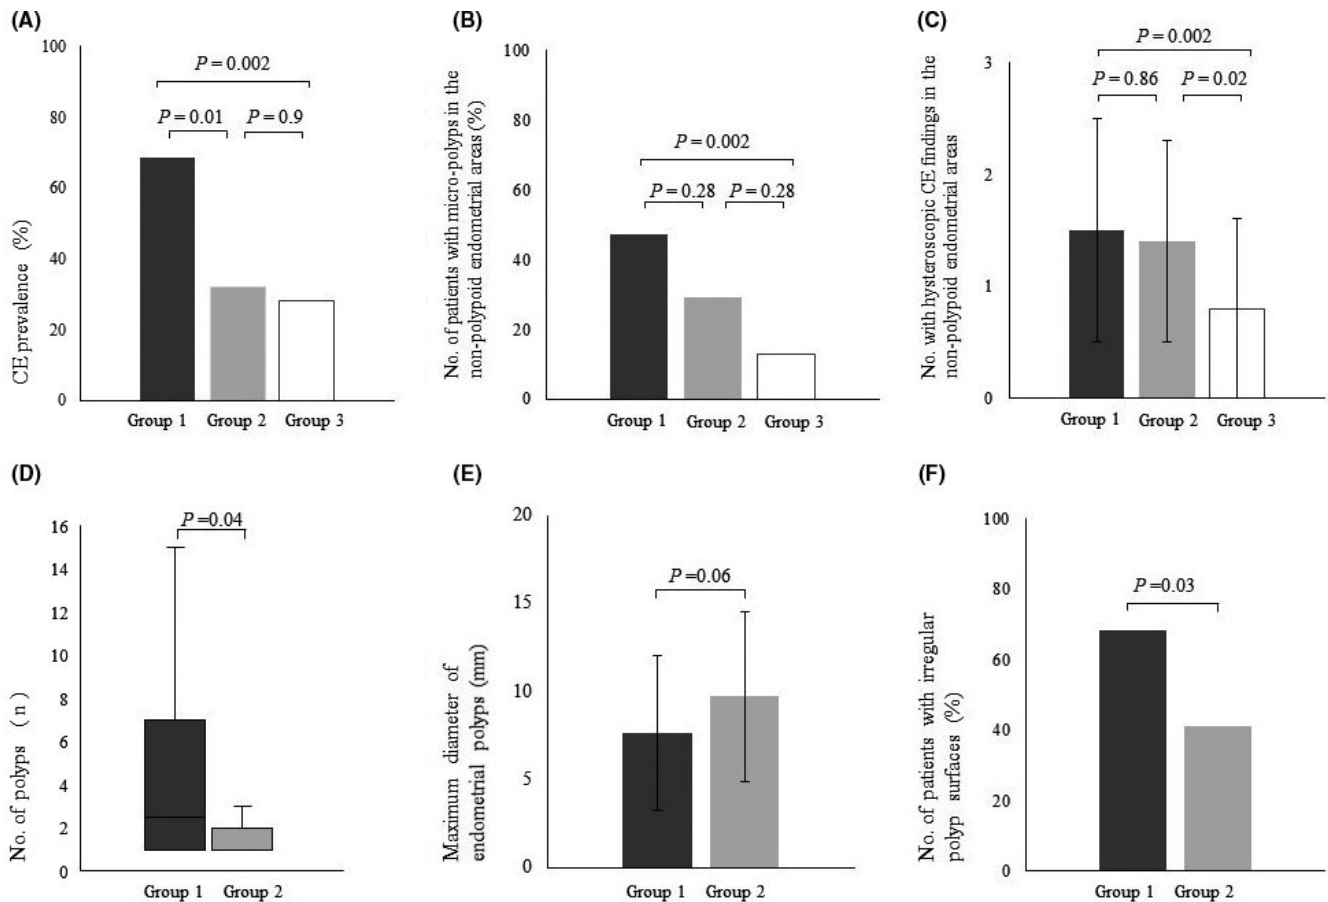 (A)
CE prevalence (%)
100
80
60
40
20
0
P = 0.002
P = 0.01
P = 0.9
Group 1
Group 2
Group 3
(B)
No. of patients with micro-polyps in the
non-polypoid endometrial areas (%)
100
80
60
40
20
0
P = 0.002
P = 0.28
P = 0.28
Group 1
Group 2
Group 3
(C)
No. with hysteroscopic CE findings in the
non-polypoid endometrial areas
3
2
1
0
P = 0.002
P = 0.86
P = 0.02
Group 1
Group 2
Group 3
(D)
No. of polyps ( n )
16
14
12
10
8
6
4
2
0
P =0.04
Group 1
Group 2
(E)
Maximum diameter of
endometrial polyps (mm)
20
15
10
5
0
P =0.06
Group 1
Group 2
(F)
No. of patients with irregular
polyp surfaces (%)
100
80
60
40
20
0
P =0.03
Group 1
Group 2